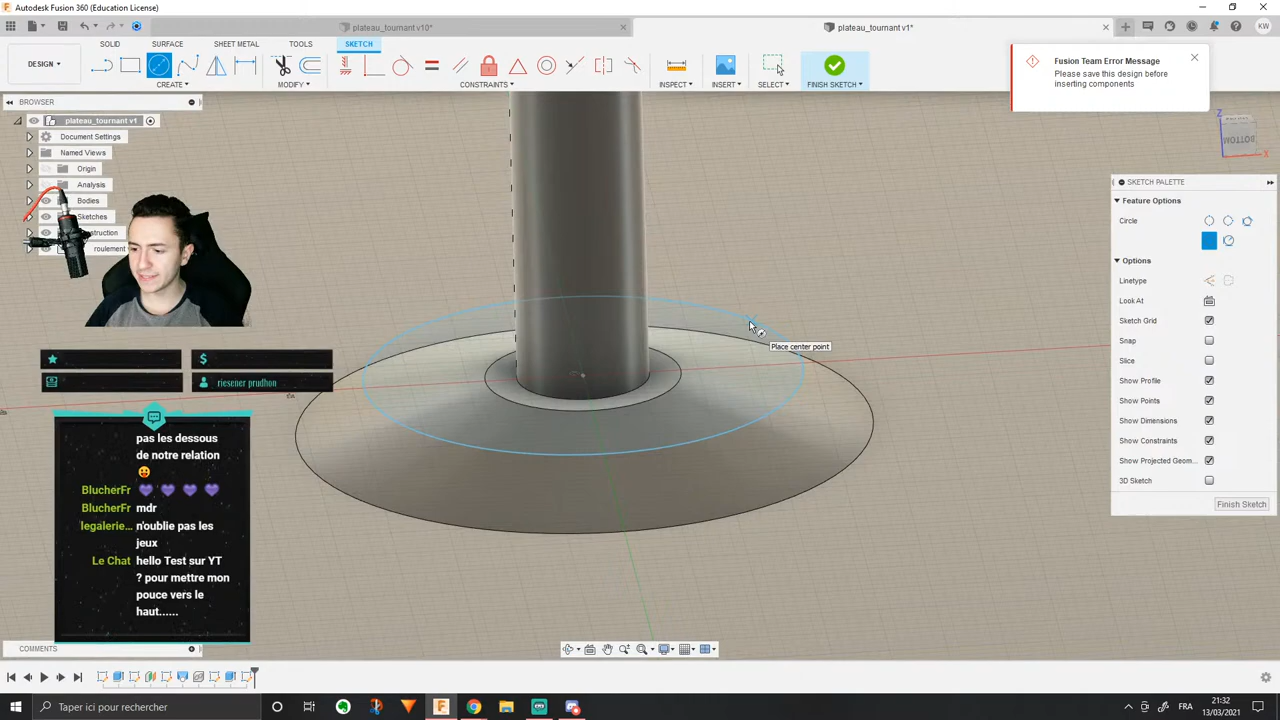 Autodesk Fusion 360 (Education License)
plateau_tournant v10*
plateau_tournant v1*
KW
SOLID
SURFACE
SHEET METAL
TOOLS
SKETCH
DESIGN
CREATE
MODIFY
CONSTRAINTS
INSPECT
INSERT
SELECT
FINISH SKETCH
Fusion Team Error Message
Please save this design before
inserting components
BROWSER
plateau_tournant v1
Document Settings
Named Views
Origin
Analysis
Bodies
Sketches
nstruction
roulement
Z
BOTTOM
X
SKETCH PALETTE
Feature Options
Circle
Options
Linetype
Look At
Sketch Grid
Snap
Slice
Show Profile
Show Points
Show Dimensions
Show Constraints
Show Projected Geom...
3D Sketch
Finish Sketch
Place center point
riesener prudhon
pas les dessous
de notre relation
BlucherFr
BlucherFr mdr
legalerie... n'oublie pas les
jeux
Le Chat hello Test sur YT
? pour mettre mon
pouce vers le
haut......
COMMENTS
Taper ici pour rechercher
FRA
21:32
13/03/2021